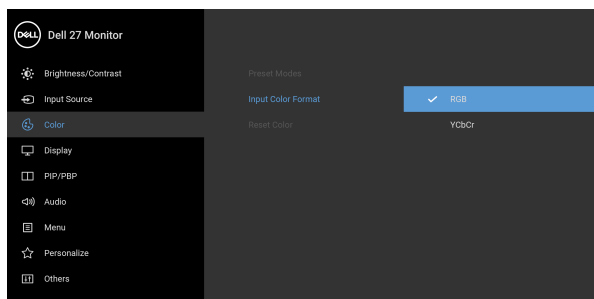 DELL Dell 27 Monitor
Brightness/Contrast
Preset Modes
Input Source
Input Color Format
RGB
Color
Reset Color
YCbCr
Display
PIP/PBP
Audio
Menu
Personalize
Others